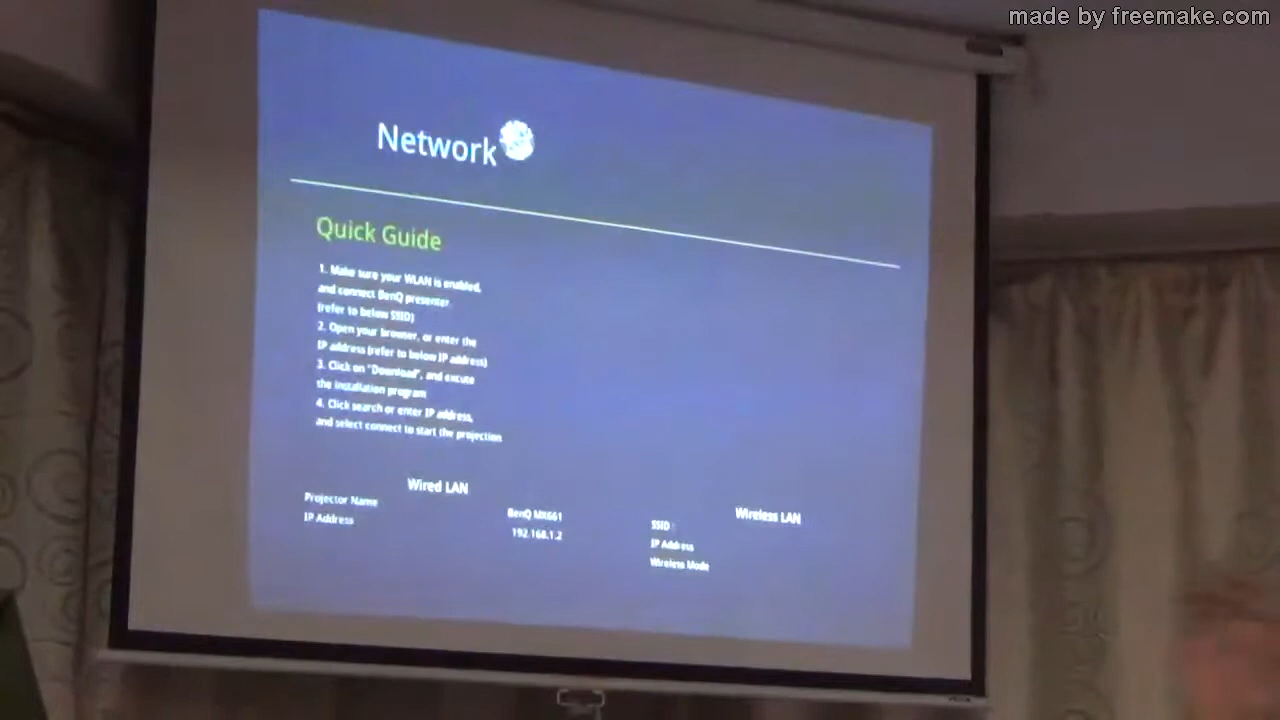 made by freemake.com
Network
Quick Guide
1. Make sure your WLAN is enabled,
and connect BenQ presenter
(refer to below SSID)
2. Open your browser, or enter the
IP address (refer to below IP address)
3. Click on "Download", and excute
the installation program
4. Click search or enter IP address,
and select connect to start the projection
Wired LAN
Projector Name BenQ MX661
IP Address 192.168.1.2
Wireless LAN
SSID
IP Address
Wireless Mode